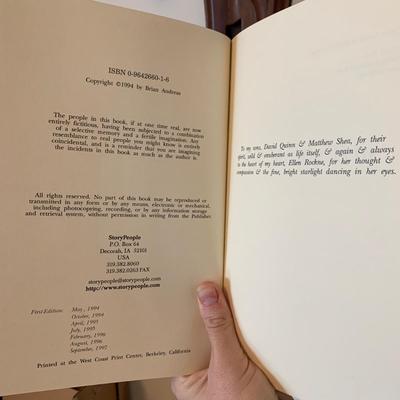 ISBN 0-9642660-1-6
Copyright ©1994 by Brian Andreas
The people in this book, if at one time real, are now
entirely fictitious, having been subjected to a combination
of a selective memory and a fertile imagination. Any
resemblance to real people you might know is entirely
coincidental, and is a reminder that you are imagining
the incidents in this book as much as the author is.
All rights reserved. No part of this book may be reproduced or
transmitted in any form or by any means, electronic or mechanical,
including photocopying, recording, or by any information storage
and retrieval system, without permission in writing from the Publisher.
StoryPeople
P.O. Box 64
Decorah, IA 52101
USA
319.382.8060
319.382.0263 FAX
storypeople@storypeople.com
http://www.storypeople.com
First Edition: May, 1994
October, 1994
April, 1995
July, 1995
February, 1996
August, 1996
September, 1997
Printed at the West Coast Print Center, Berkeley, California
To my sons, David Quinn & Matthew Shea, for their
spirit, wild & exuberant as life itself, & again & always
to the heart of my heart, Ellen Rockne, for her thought &
compassion & the fine, bright starlight dancing in her eyes.